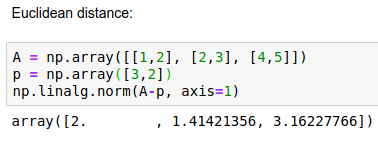 Euclidean distance:
A = np.array([[1,2], [2,3], [4,5]])
p = np.array([3,2])
np.linalg.norm(A-p, axis=1)
array([2.        , 1.41421356, 3.16227766])